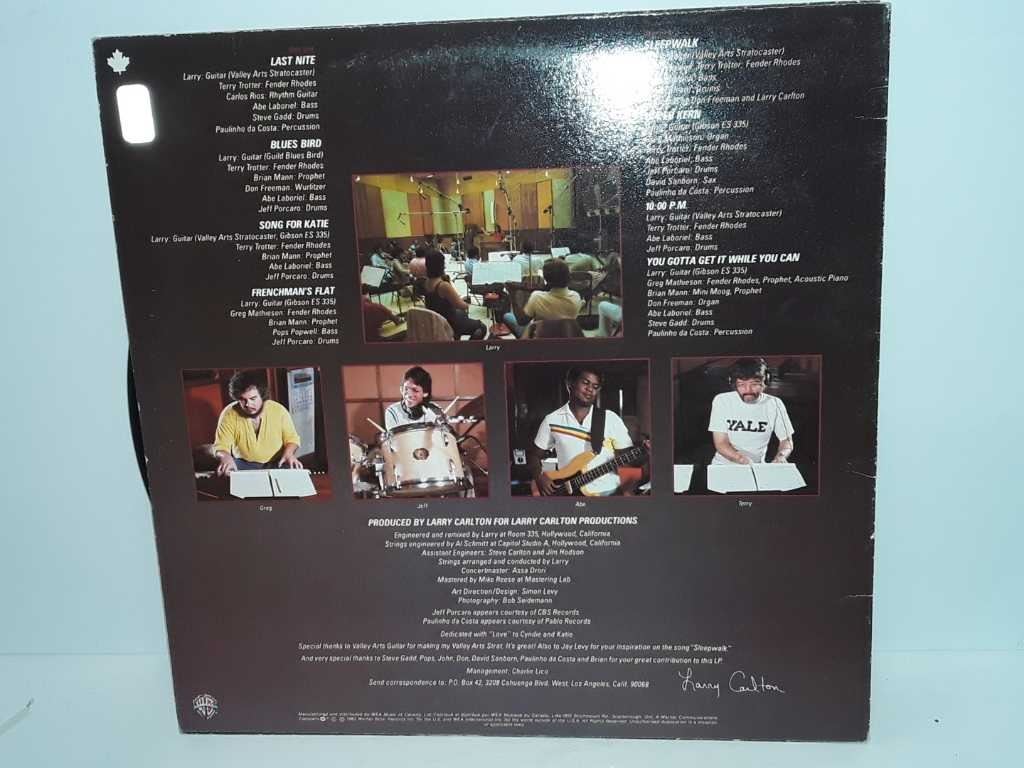 LAST NITE
Larry: Guitar (Valley Arts Stratocaster)
Terry Trotter: Fender Rhodes
Carlos Rios: Rhythm Guitar
Abe Laboriel: Bass
Steve Gadd: Drums
Paulinho da Costa: Percussion
BLUES BIRD
Larry: Guitar (Guild Blues Bird)
Terry Trotter: Fender Rhodes
Brian Mann: Prophet
Don Freeman: Wurlitzer
Abe Laboriel: Bass
Jeff Porcaro: Drums
SONG FOR KATIE
Larry: Guitar (Valley Arts Stratocaster, Gibson ES 335)
Terry Trotter: Fender Rhodes
Brian Mann: Prophet
Abe Laboriel: Bass
Jeff Porcaro: Drums
FRENCHMAN'S FLAT
Larry: Guitar (Gibson ES 335)
Greg Mathieson: Fender Rhodes
Brian Mann: Prophet
Pops Popwell: Bass
Jeff Porcaro: Drums
SLEEPWALK
(Valley Arts Stratocaster)
Terry Trotter: Fender Rhodes
Bass
Drums
Don Freeman and Larry Carlton
KERN
Guitar (Gibson ES 335)
Mathieson: Organ
Terry Trotter: Fender Rhodes
Abe Laboriel: Bass
Jeff Porcaro: Drums
David Sanborn: Sax
Paulinho da Costa: Percussion
10:00 P.M.
Larry: Guitar (Valley Arts Stratocaster)
Terry Trotter: Fender Rhodes
Abe Laboriel: Bass
Jeff Porcaro: Drums
YOU GOTTA GET IT WHILE YOU CAN
Larry: Guitar (Gibson ES 335)
Greg Mathieson: Fender Rhodes, Prophet, Acoustic Piano
Brian Mann: Mini Moog, Prophet
Don Freeman: Organ
Abe Laboriel: Bass
Steve Gadd: Drums
Paulinho da Costa: Percussion
Larry
YALE
Greg
Jeff
Abe
Terry
PRODUCED BY LARRY CARLTON FOR LARRY CARLTON PRODUCTIONS
Engineered and remixed by Larry at Room 335, Hollywood, California
Strings engineered by Al Schmitt at Capitol Studio A, Hollywood, California
Assistant Engineers: Steve Carlton and Jim Hodson
Strings arranged and conducted by Larry
Concertmaster: Assa Drori
Mastered by Mike Reese at Mastering Lab
Art Direction/Design: Simon Levy
Photography: Bob Seidemann
Jeff Porcaro appears courtesy of CBS Records
Paulinho da Costa appears courtesy of Pablo Records
Dedicated with "Love" to Cyndie and Katie
Special thanks to Valley Arts Guitar for making my Valley Arts Strat. It's great! Also to Jay Levy for your inspiration on the song "Sleepwalk."
And very special thanks to Steve Gadd, Pops, John, Don, David Sanborn, Paulinho da Costa and Brian for your great contribution to this LP.
Management: Charlie Lico
Send correspondence to: P.O. Box 42, 3208 Cahuenga Blvd. West, Los Angeles, Calif. 90068
Larry Carlton